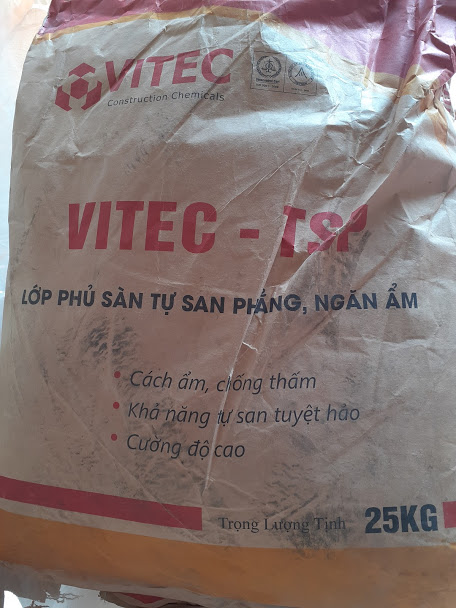 VITEC
Construction Chemicals
VITEC - TSP
LỚP PHỦ SÀN TỰ SAN PHẲNG, NGĂN ẨM
• Cách ẩm, chống thấm
• Khả năng tự san tuyệt hảo
• Cường độ cao
Trọng Lượng Tịnh 25KG